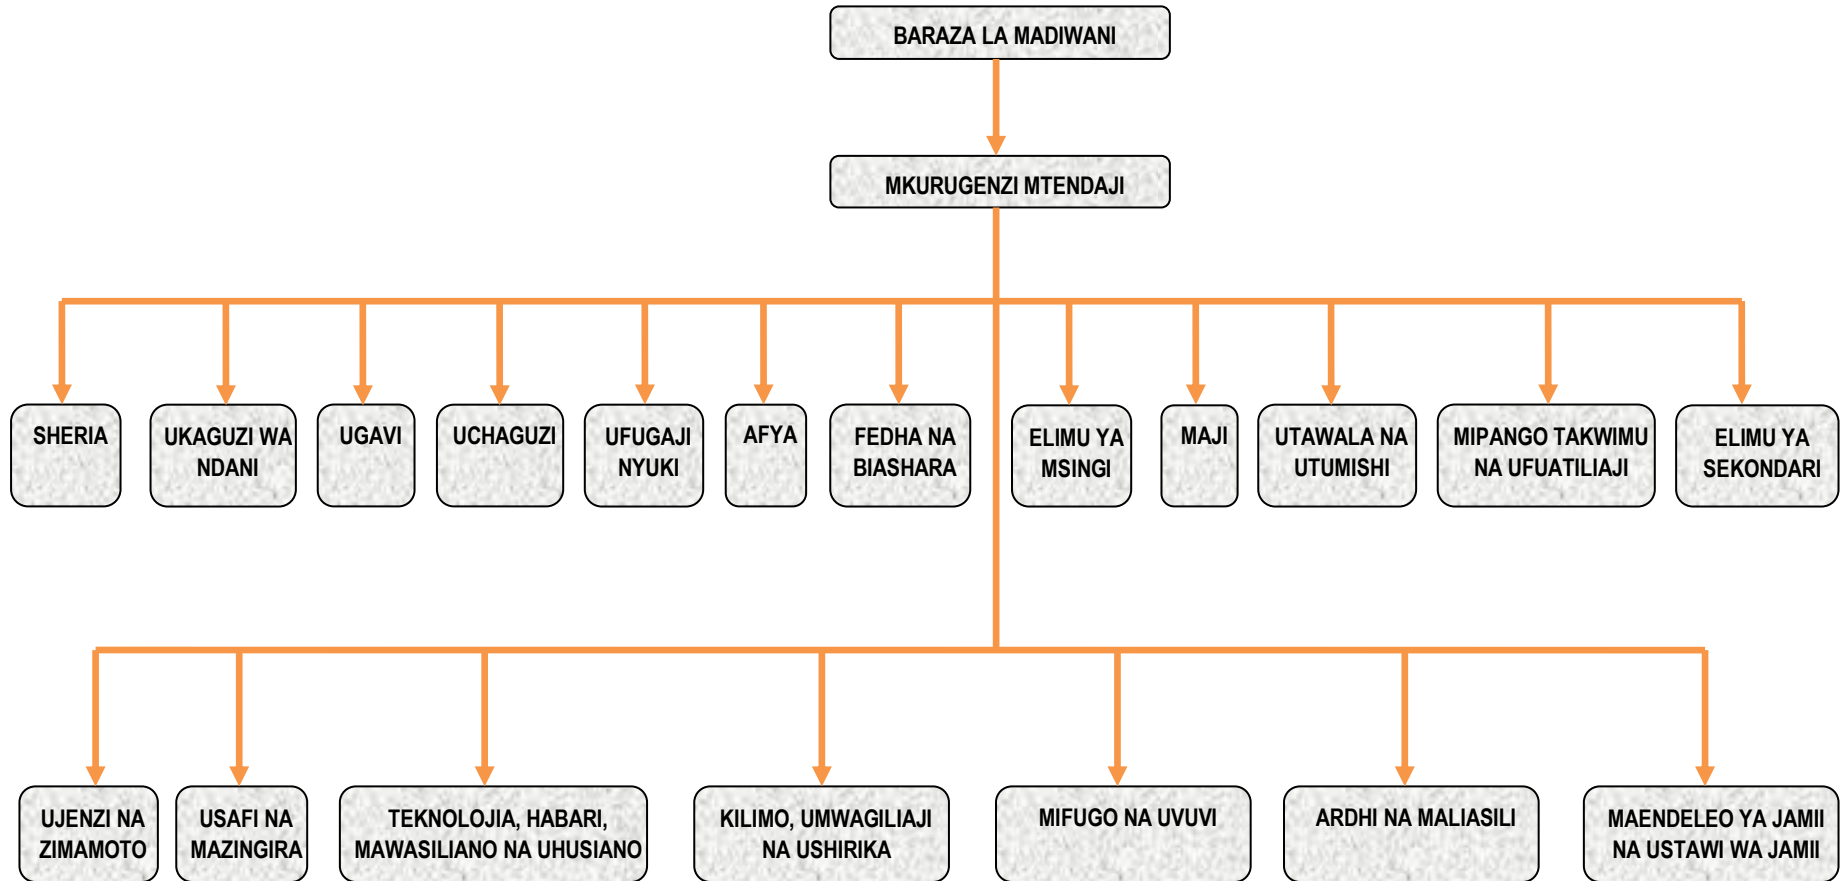 BARAZA LA MADIWANI
MKURUGENZI MTENDAJI
SHERIA
UKAGUZI WA
NDANI
UGAVI
UCHAGUZI
UFUGAJI
NYUKI
AFYA
FEDHA NA
BIASHARA
ELIMU YA
MSINGI
MAJI
UTAWALA NA
UTUMISHI
MIPANGO TAKWIMU
NA UFUATILIAJI
ELIMU YA
SEKONDARI
UJENZI NA
ZIMAMOTO
USAFI NA
MAZINGIRA
TEKNOLOJIA, HABARI,
MAWASILIANO NA UHUSIANO
KILIMO, UMWAGILIAJI
NA USHIRIKA
MIFUGO NA UVUVI
ARDHI NA MALIASILI
MAENDELEO YA JAMII
NA USTAWI WA JAMII